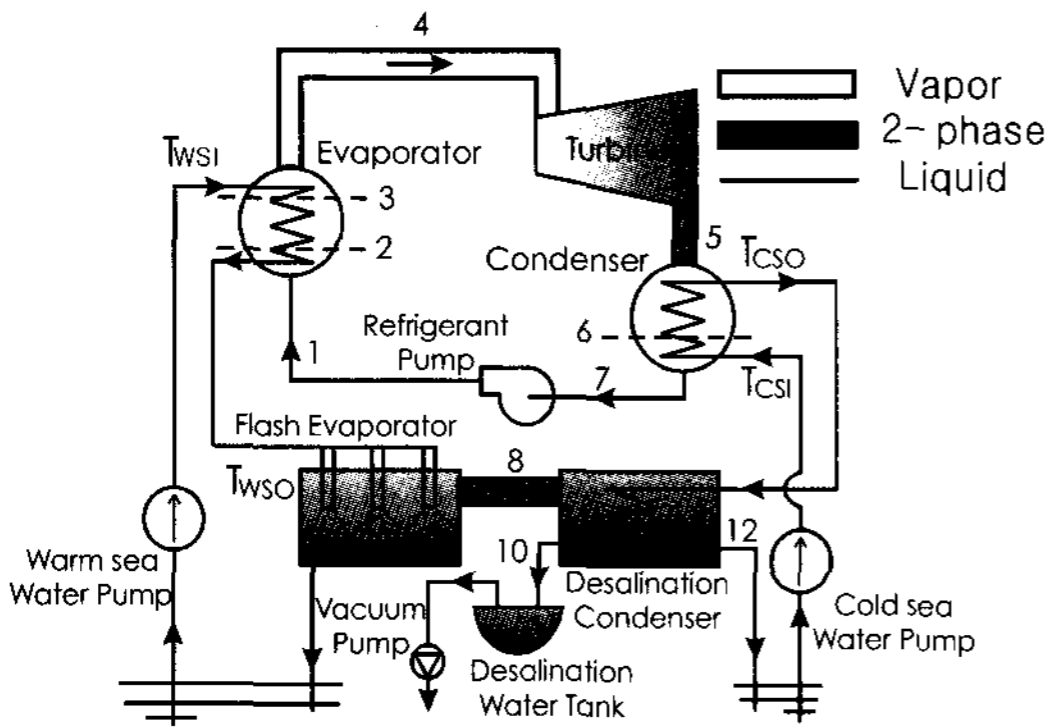 4
Vapor
2- phase
Liquid
Turbin
Evaporator
TWSI
3
2
5
TCSO
Condenser
6
Refrigerant
Pump
1
7
TCSI
Flash Evaporator
8
TWSO
12
10
Warm sea
Water Pump
Vacuum
Pump
Desalination
Condenser
Cold sea
Water Pump
Desalination
Water Tank